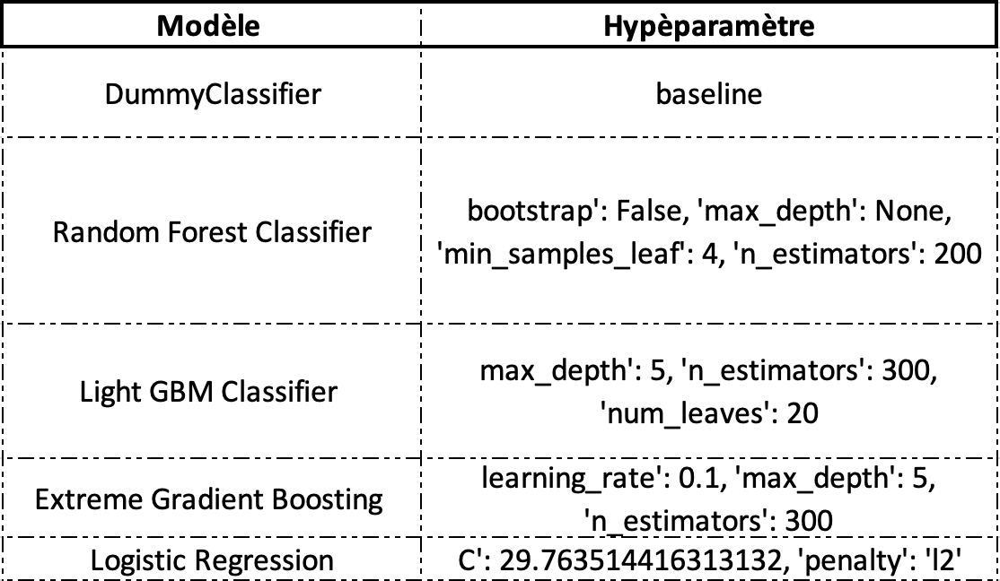 Modèle
Hypèparamètre
DummyClassifier
baseline
Random Forest Classifier
bootstrap': False, 'max_depth': None,
'min_samples_leaf': 4, 'n_estimators': 200
Light GBM Classifier
max_depth': 5, 'n_estimators': 300,
'num_leaves': 20
Extreme Gradient Boosting
learning_rate': 0.1, 'max_depth': 5,
'n_estimators': 300
Logistic Regression
C': 29.763514416313132, 'penalty': 'l2'